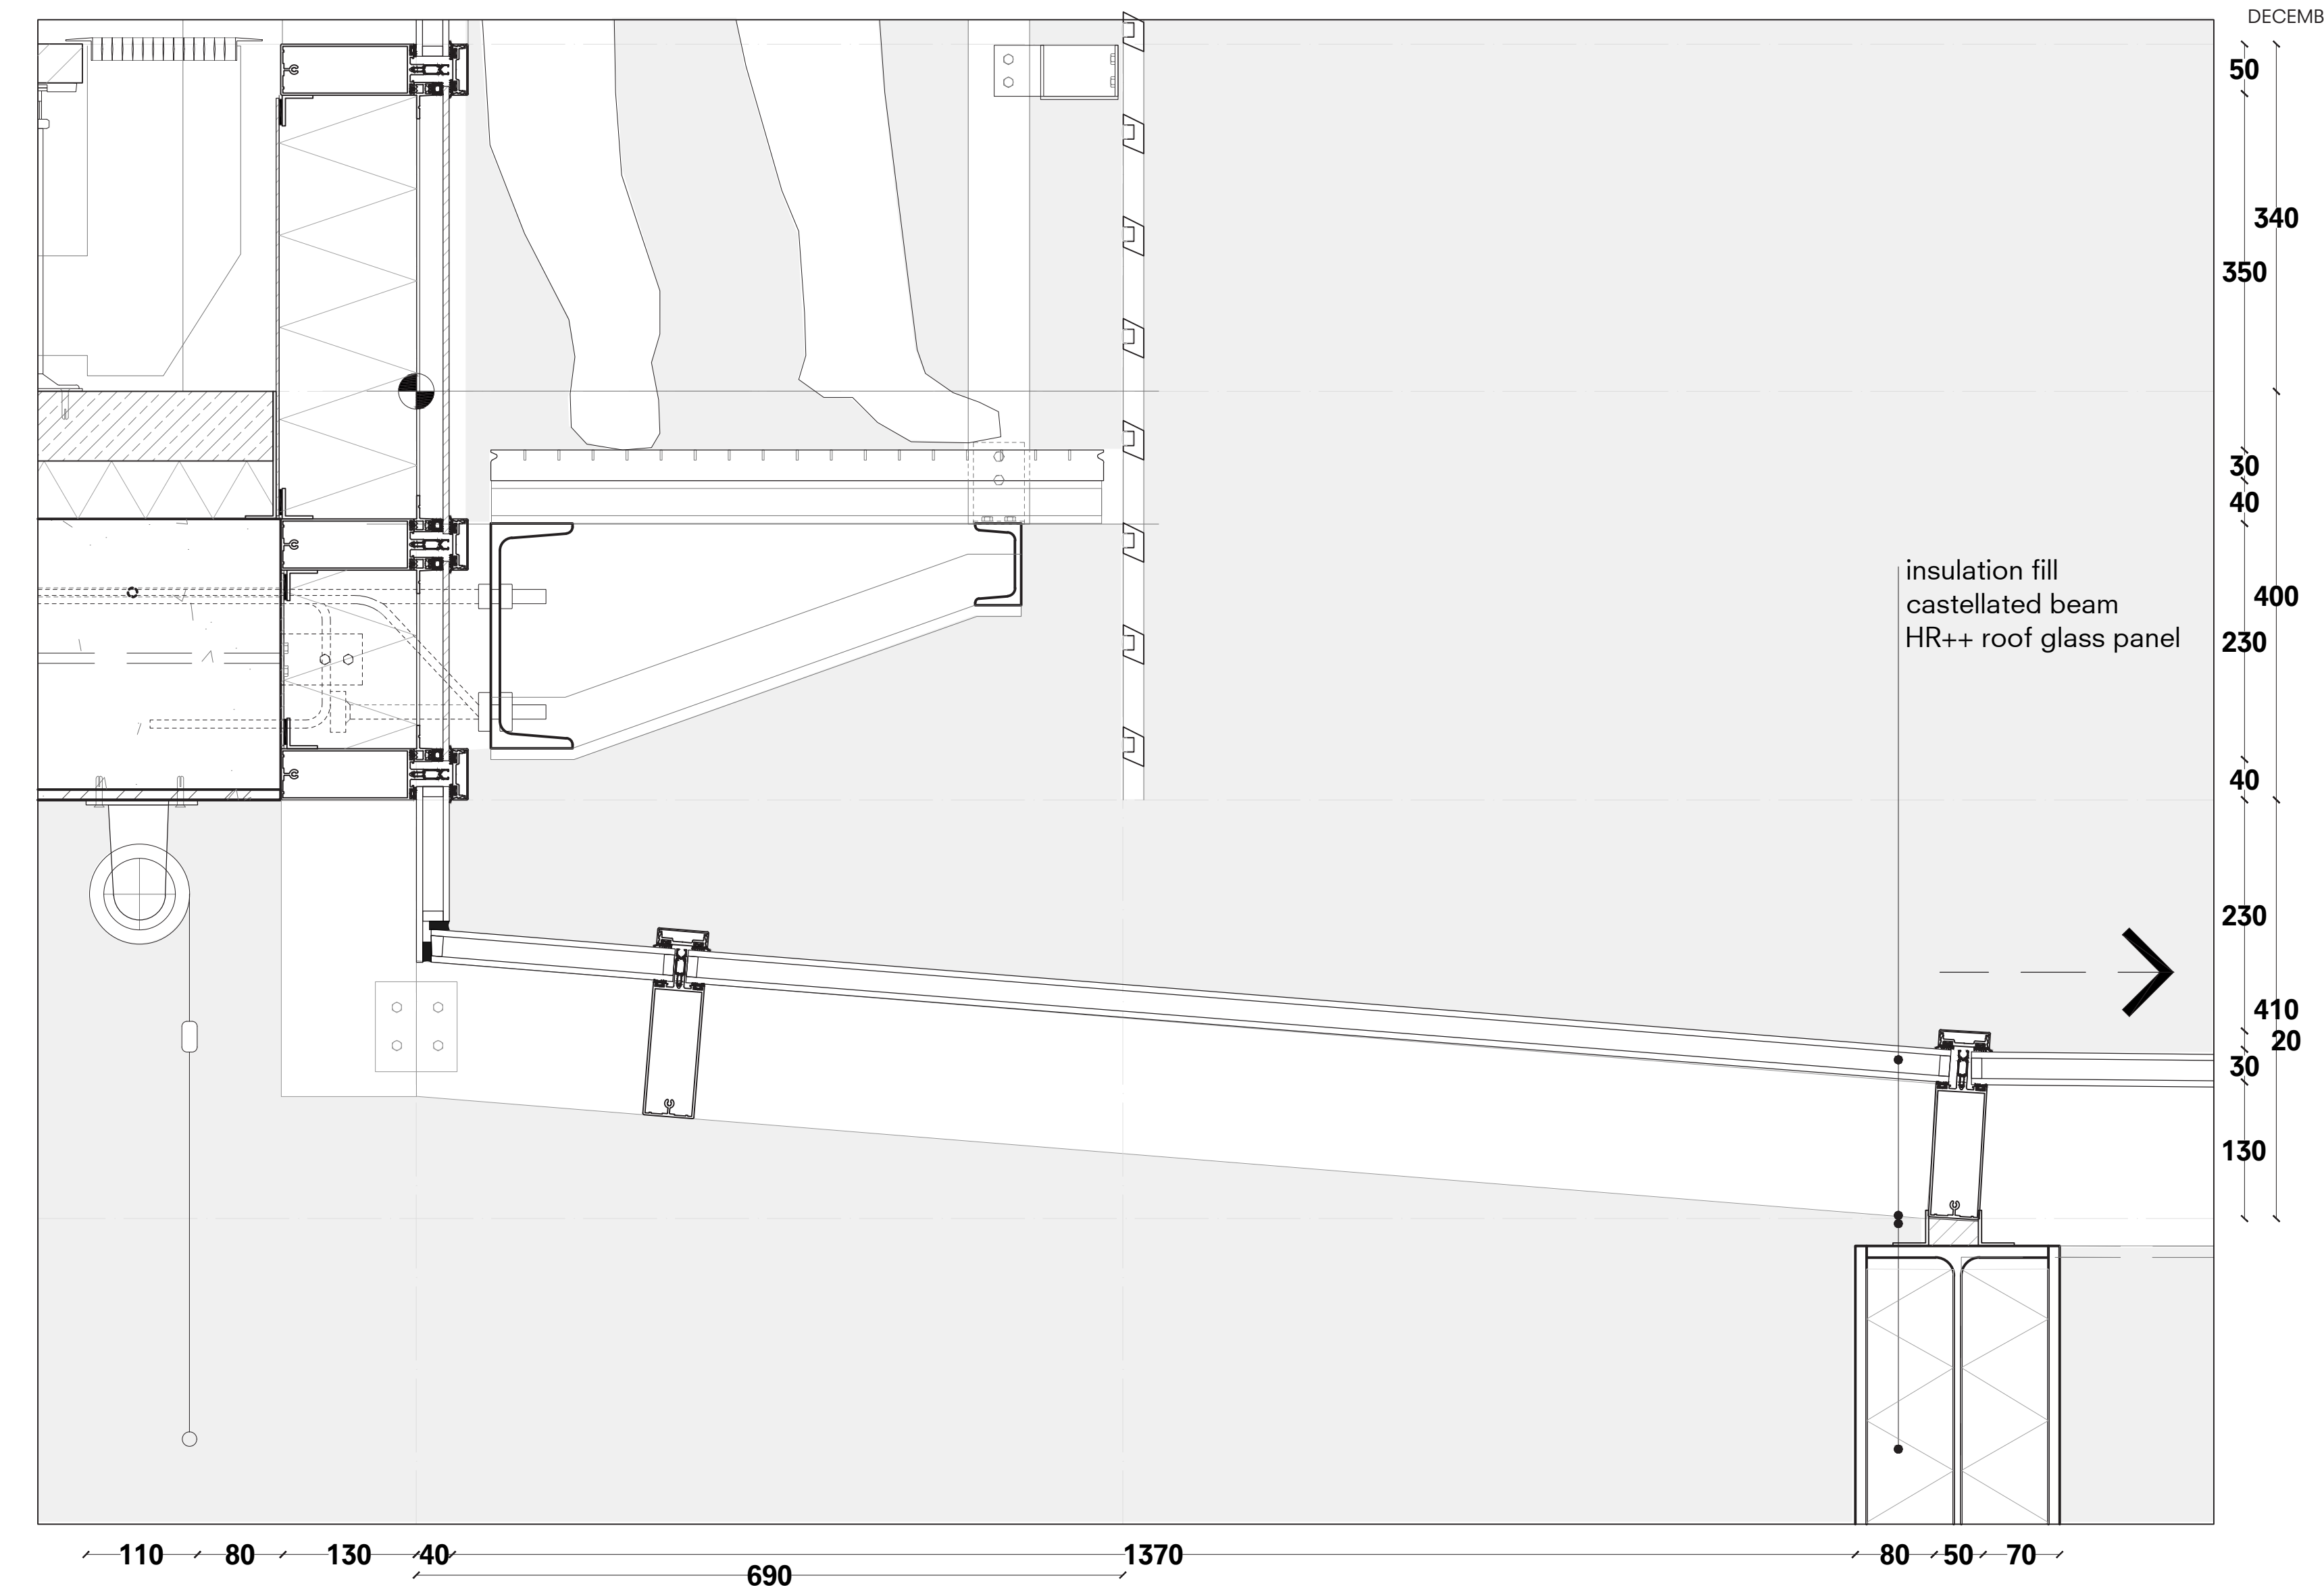 DECEMB
50
340
350
30
40
insulation fill
castellated beam
HR++ roof glass panel
400
230
40
230
410
20
30
130
110 80 130 40 1370 80 50 70
690